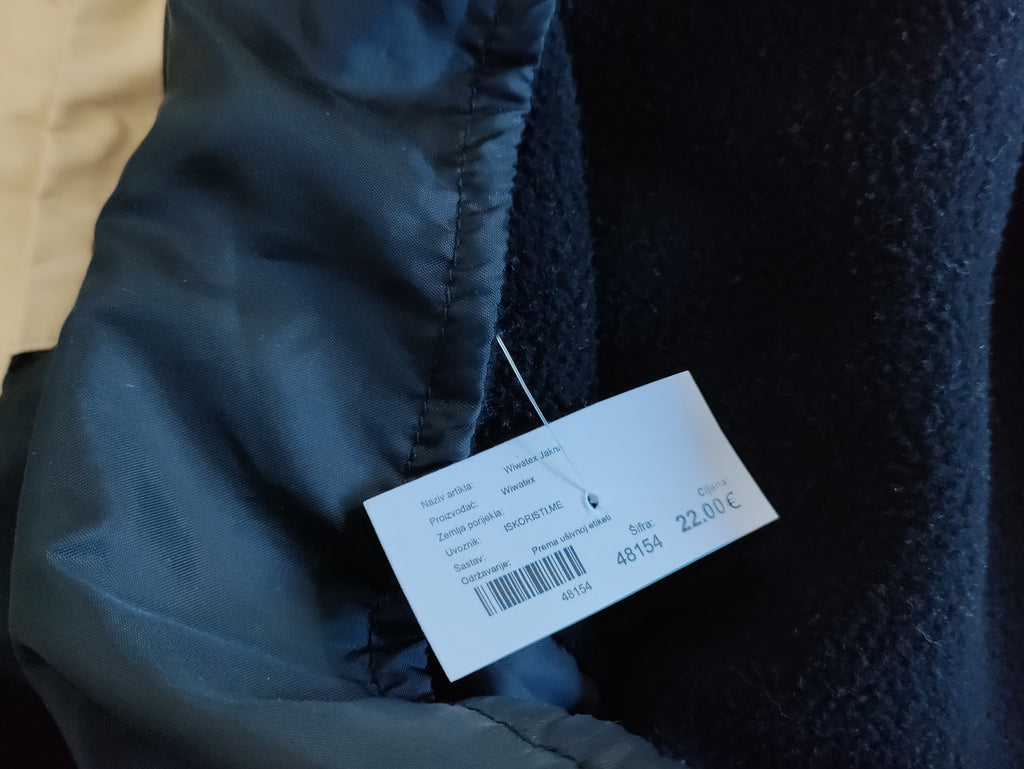 Naziv artikla: Wiwatex Jakna
Proizvođač: Wiwatex
Zemlja porijekla:
Uvoznik: ISKORISTI.ME
Sastav:
Održavanje: Prema ušivnoj etiketi
48154
Šifra:
48154
Cijena:
22.00€